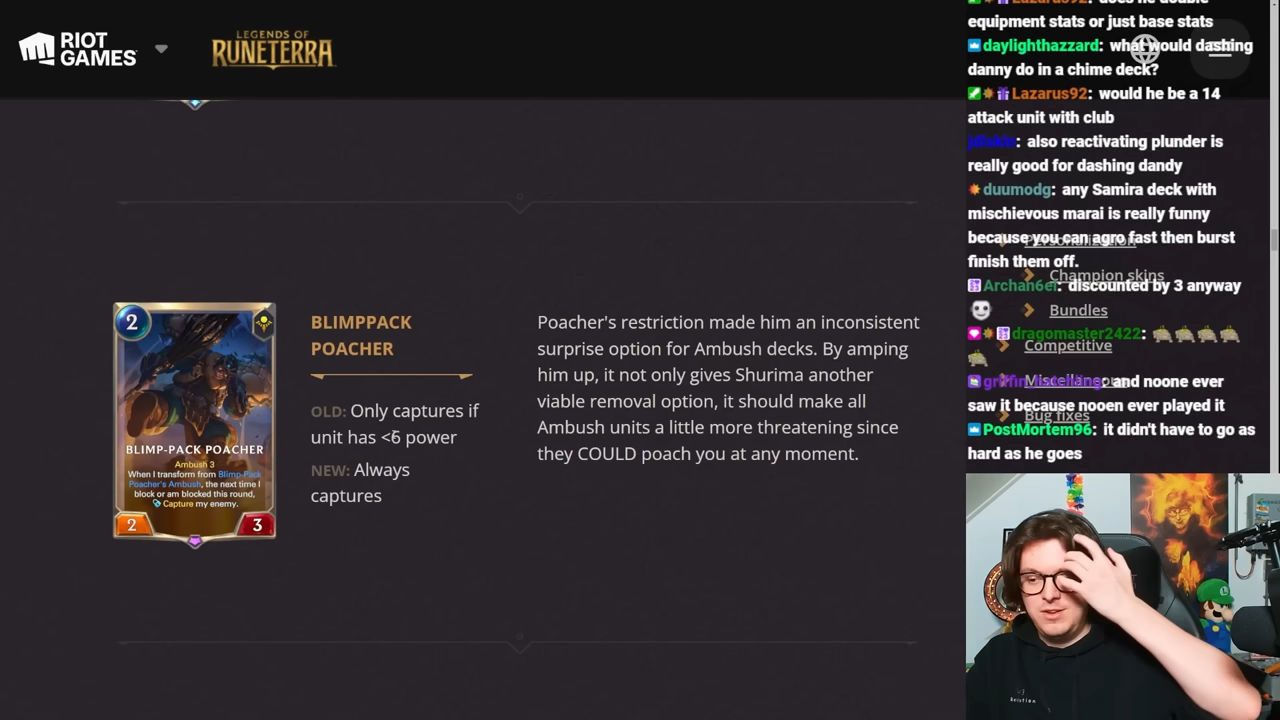 RIOT
GAMES
LEGENDS OF
RUNETERRA
2
BLIMP-PACK POACHER
Ambush 3
When I transform from Blimp-Pack
Poacher's Ambush, the next time I
block or am blocked this round,
Capture my enemy.
2
3
BLIMPPACK
POACHER
OLD: Only captures if
unit has <6 power
NEW: Always
captures
Poacher's restriction made him an inconsistent
surprise option for Ambush decks. By amping
him up, it not only gives Shurima another
viable removal option, it should make all
Ambush units a little more threatening since
they COULD poach you at any moment.
equipment stats or just base stats
daylighthazzard: what would dashing
danny do in a chime deck?
Lazarus92: would he be a 14
attack unit with club
: also reactivating plunder is
really good for dashing dandy
duumodg: any Samira deck with
mischievous marai is really funny
because you can agro fast then burst
finish them off.
Personalization
Champion skins
: discounted by 3 anyway
Bundles
dragomaster2422:
Competitive
Miscellaneous
: and noone ever
saw it because nooen ever played it
Bug fixes
PostMortem96: it didn't have to go as
hard as he goes